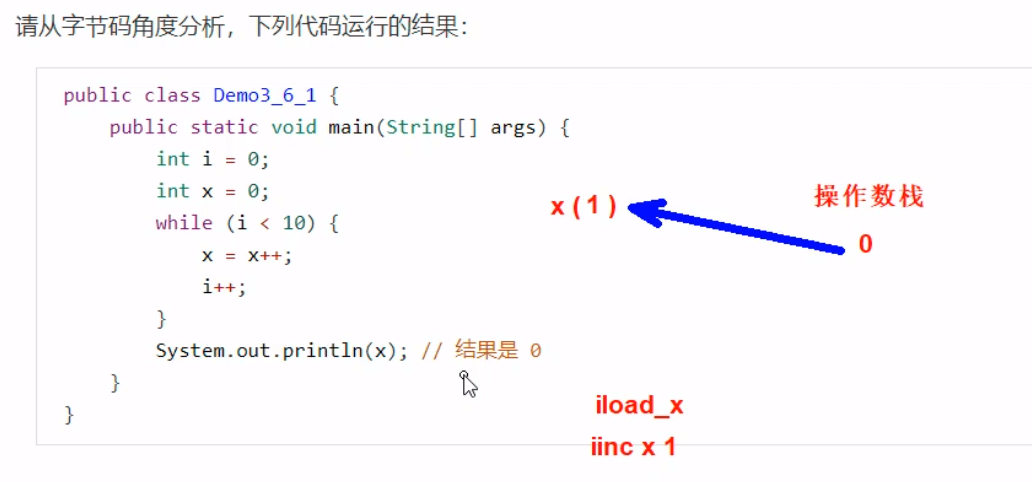 请从字节码角度分析，下列代码运行的结果：
public class Demo3_6_1 {
public static void main(String[] args) {
int i = 0;
int x = 0;
while (i < 10) {
x = x++;
i++;
}
System.out.println(x); // 结果是 0
}
}
x ( 1 )
操作数栈
0
iload_x
iinc x 1